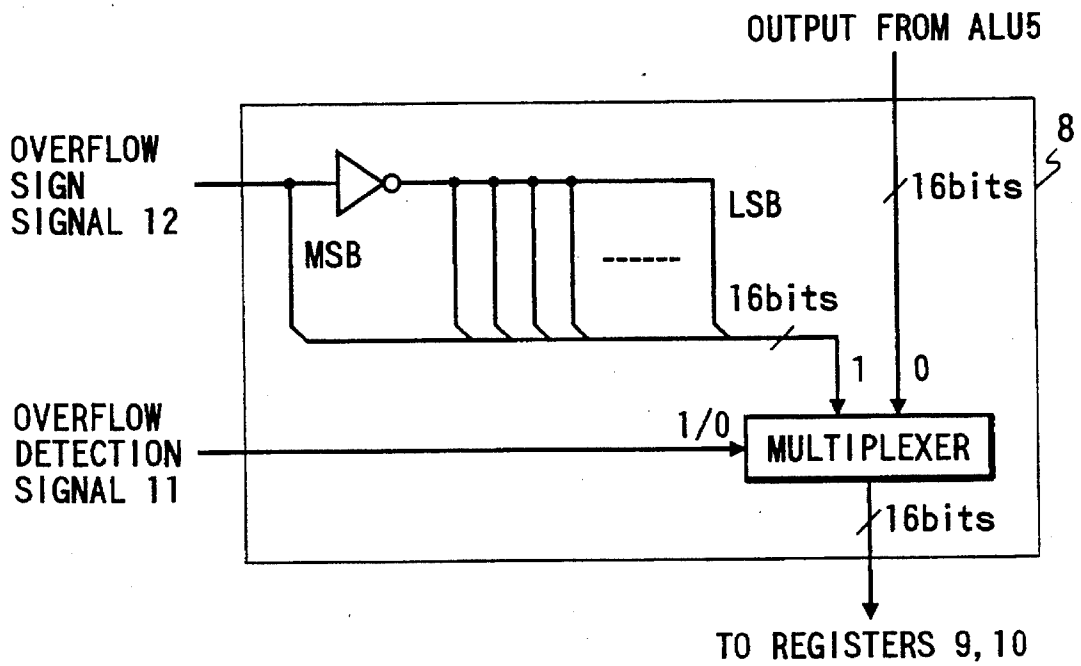 OUTPUT FROM ALU5
8
OVERFLOW
SIGN
SIGNAL 12
16bits
LSB
MSB
16bits
1
0
OVERFLOW
DETECTION
SIGNAL 11
1/0
MULTIPLEXER
16bits
TO REGISTERS 9, 10